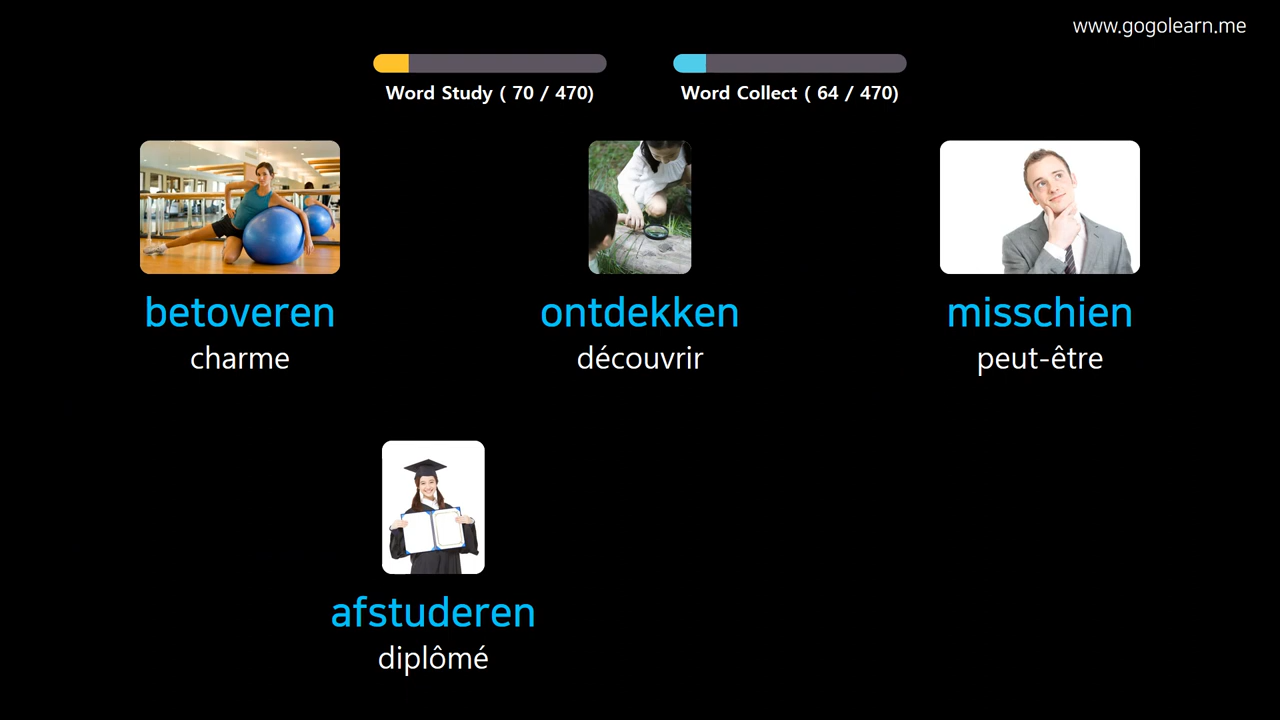 www.gogolearn.me
Word Study ( 70 / 470)
Word Collect ( 64 / 470)
betoveren
charme
ontdekken
découvrir
misschien
peut-être
afstuderen
diplômé